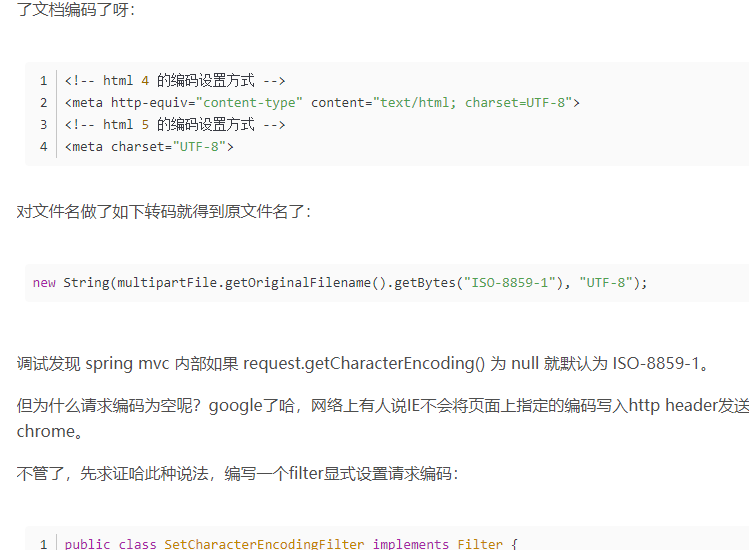 了文档编码了呀：
1 <!-- html 4 的编码设置方式 -->
2 <meta http-equiv="content-type" content="text/html; charset=UTF-8">
3 <!-- html 5 的编码设置方式 -->
4 <meta charset="UTF-8">
对文件名做了如下转码就得到原文件名了：
new String(multipartFile.getOriginalFilename().getBytes("ISO-8859-1"), "UTF-8");
调试发现 spring mvc 内部如果 request.getCharacterEncoding() 为 null 就默认为 ISO-8859-1。
但为什么请求编码为空呢？google了哈，网络上有人说IE不会将页面上指定的编码写入http header发送
chrome。
不管了，先求证哈此种说法，编写一个filter显式设置请求编码：
1 public class SetCharacterEncodingFilter implements Filter {